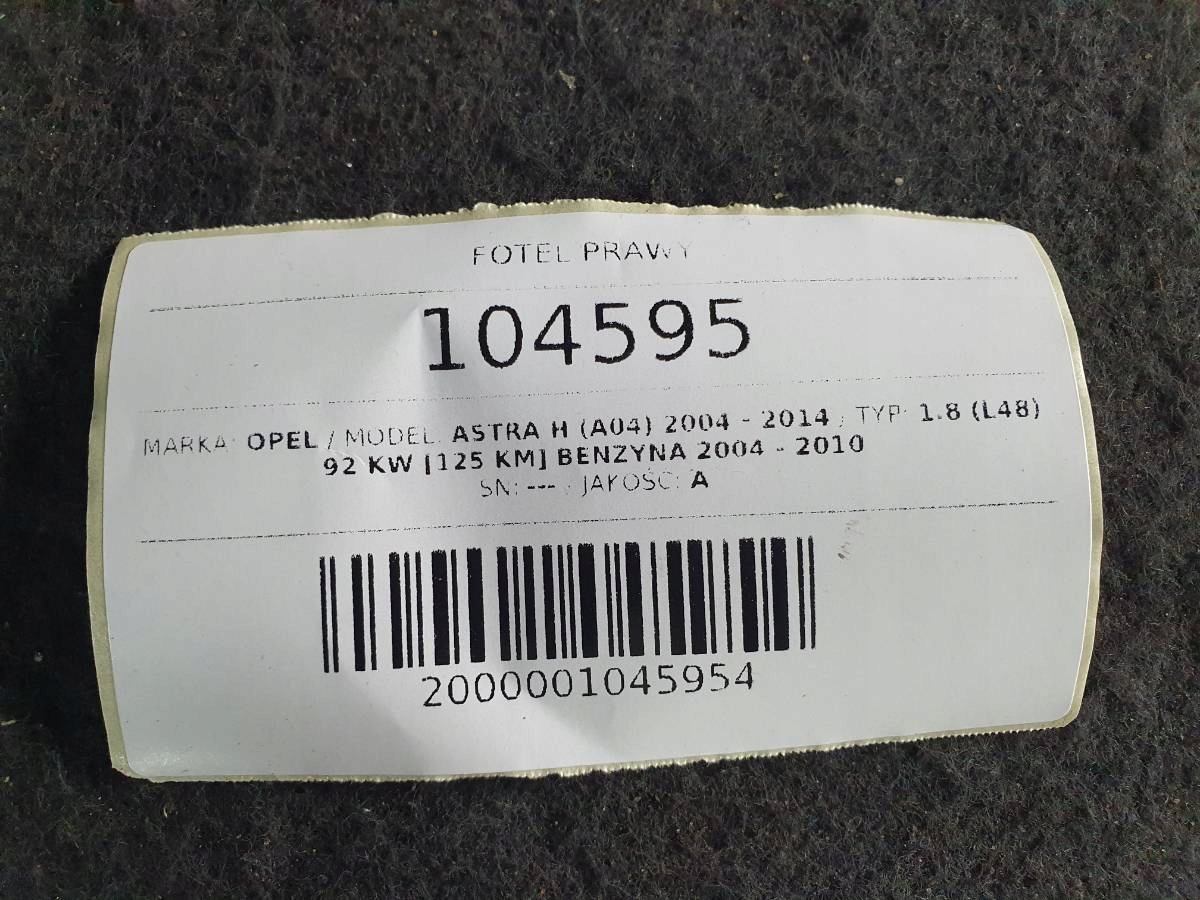 FOTEL PRAWY
104595
MARKA: OPEL / MODEL: ASTRA H (A04) 2004 - 2014 / TYP: 1.8 (L48)
92 KW [125 KM] BENZYNA 2004 - 2010
SN: --- / JAKOŚĆ: A
2000001045954